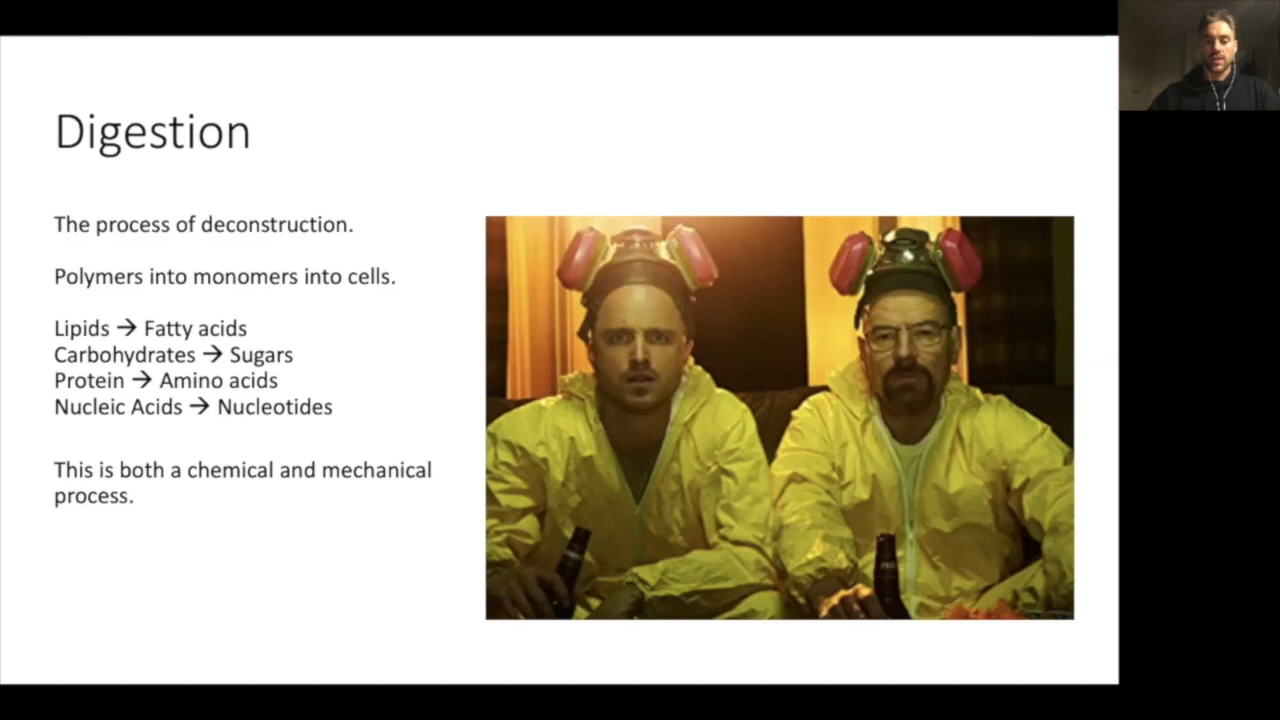 Digestion
The process of deconstruction.
Polymers into monomers into cells.
Lipids → Fatty acids
Carbohydrates → Sugars
Protein → Amino acids
Nucleic Acids → Nucleotides
This is both a chemical and mechanical
process.